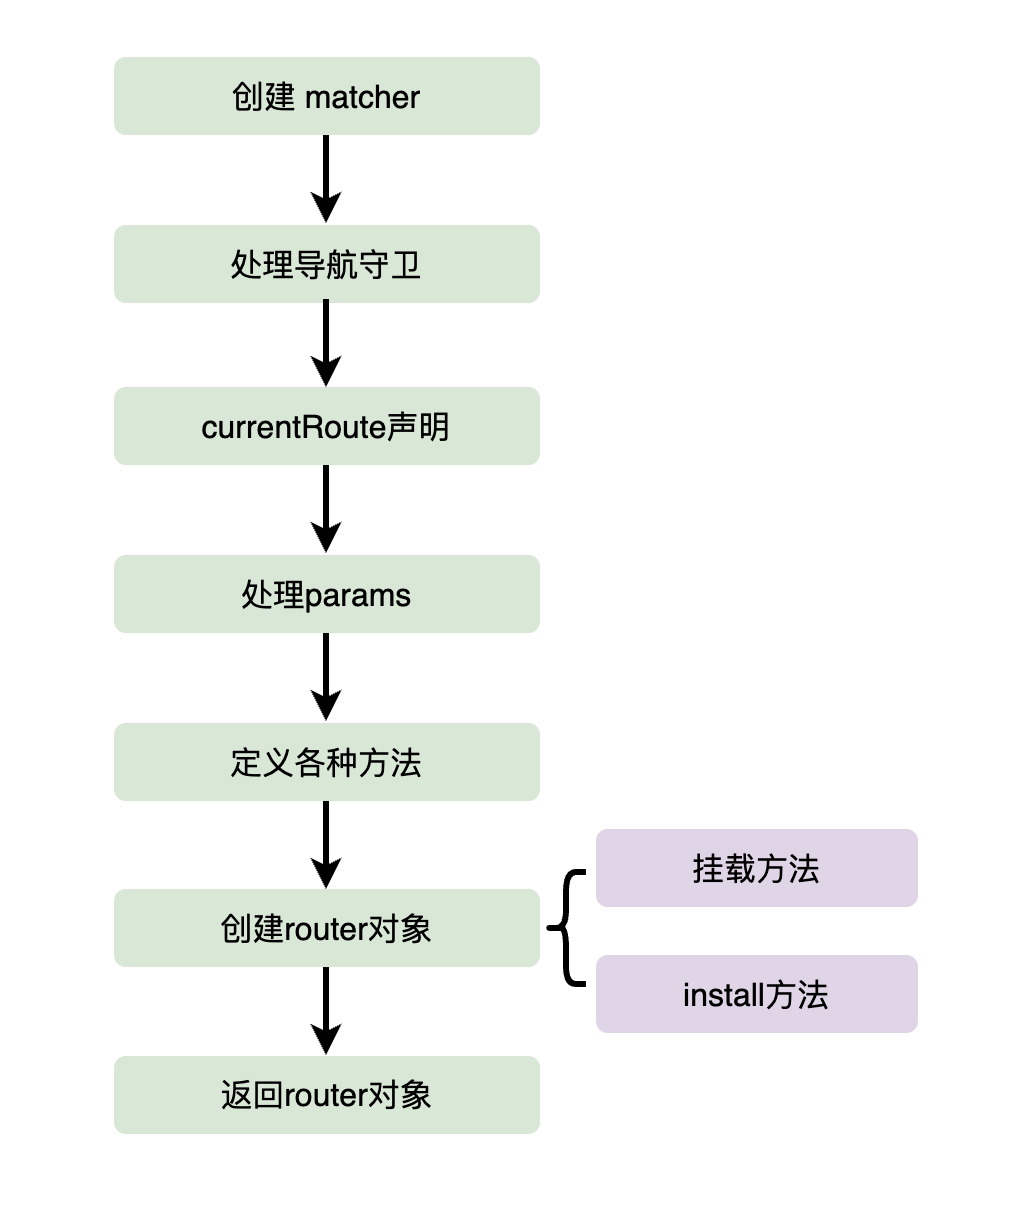 创建 matcher
处理导航守卫
currentRoute声明
处理params
定义各种方法
挂载方法
创建router对象
install方法
返回router对象